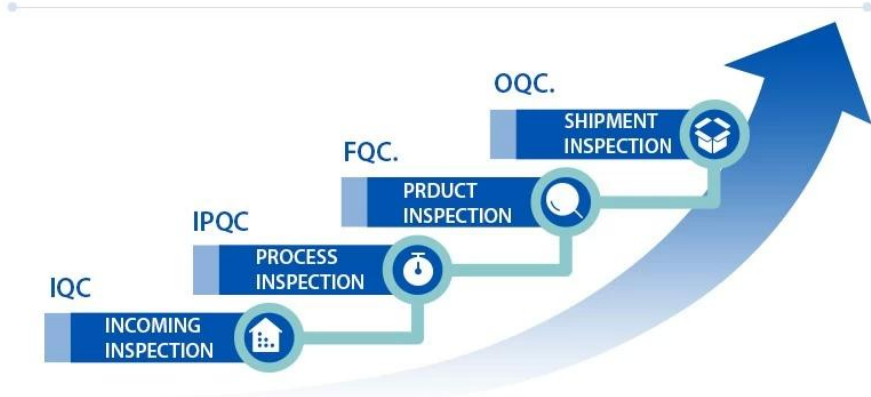 OQC.
SHIPMENT
INSPECTION
FQC.
PRDUCT
INSPECTION
IPQC
PROCESS
INSPECTION
IQC
INCOMING
INSPECTION